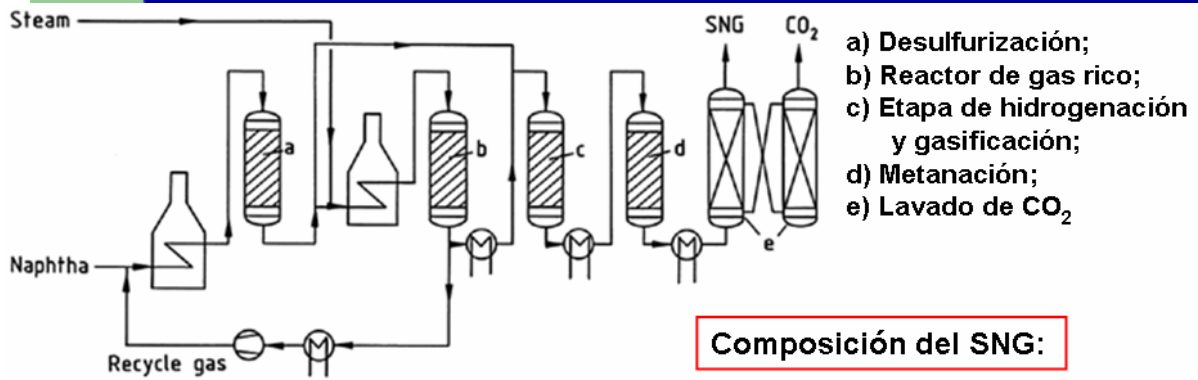 Steam
SNG
CO₂
a) Desulfurización;
b) Reactor de gas rico;
c) Etapa de hidrogenación
y gasificación;
d) Metanación;
e) Lavado de CO₂
a
b
c
d
e
Naphtha
Recycle gas
Composición del SNG: